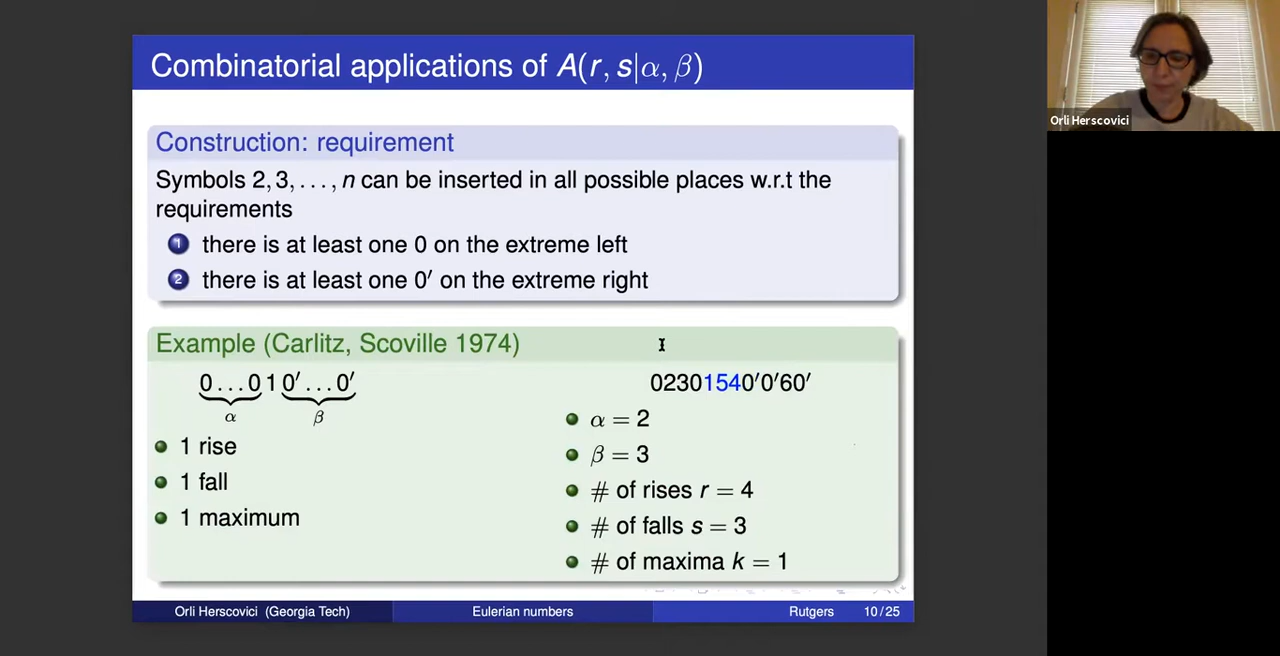 Combinatorial applications of A(r, s|α, β)
Orli Herscovici
Construction: requirement
Symbols 2, 3, . . . , n can be inserted in all possible places w.r.t the
requirements
1 there is at least one 0 on the extreme left
2 there is at least one 0′ on the extreme right
Example (Carlitz, Scoville 1974)
0 . . . 0 1 0′ . . . 0′
α β
1 rise
1 fall
1 maximum
02301540′0′60′
α = 2
β = 3
# of rises r = 4
# of falls s = 3
# of maxima k = 1
Orli Herscovici (Georgia Tech) Eulerian numbers Rutgers 10/25